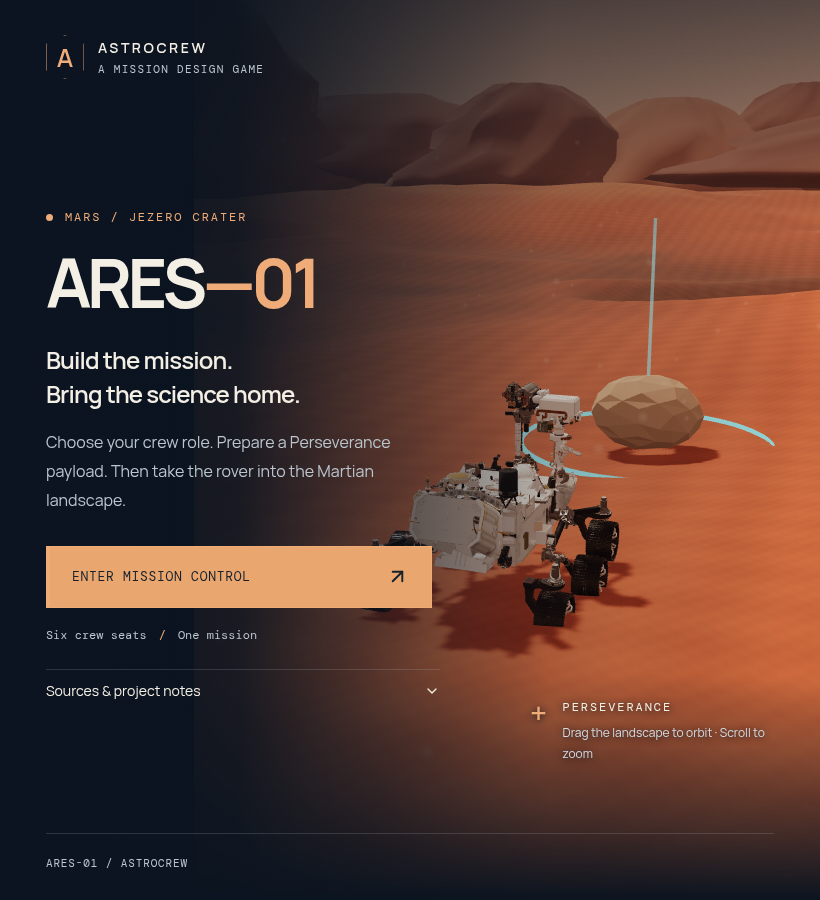 A
ASTROCREW
A MISSION DESIGN GAME
MARS / JEZERO CRATER
ARES—01
Build the mission.
Bring the science home.
Choose your crew role. Prepare a Perseverance
payload. Then take the rover into the Martian
landscape.
ENTER MISSION CONTROL
Six crew seats / One mission
Sources & project notes
PERSEVERANCE
Drag the landscape to orbit · Scroll to
zoom
ARES-01 / ASTROCREW